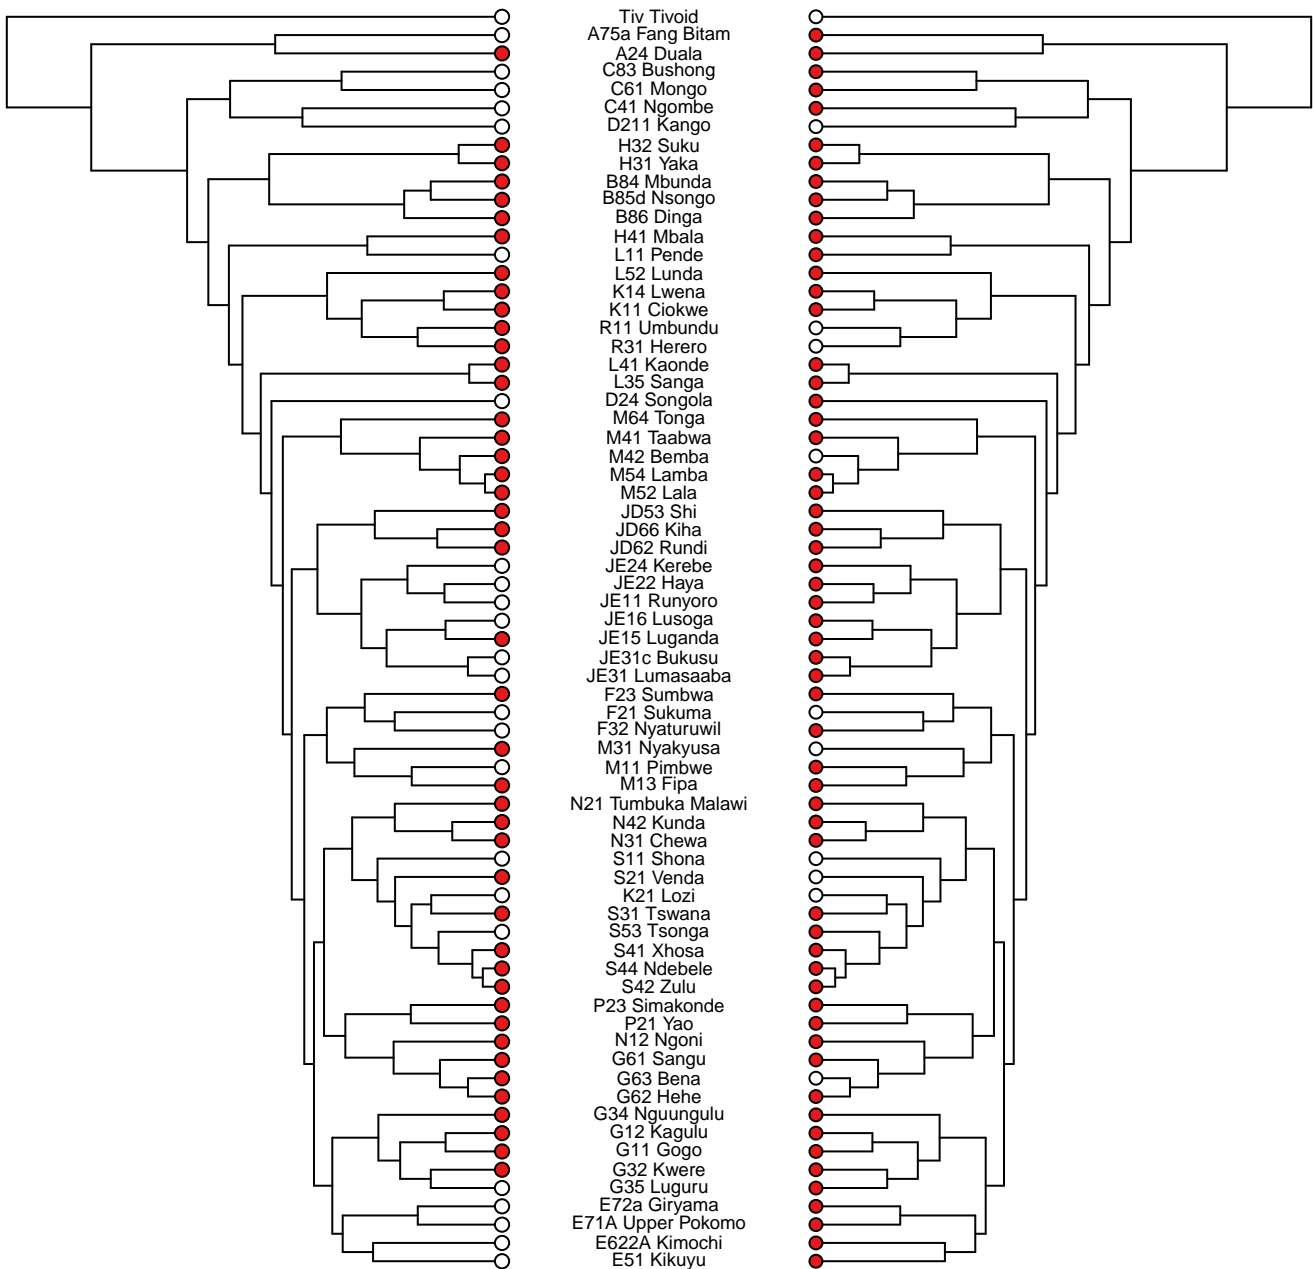 Tiv Tivoid
A75a Fang Bitam
A24 Duala
C83 Bushong
C61 Mongo
C41 Ngombe
D211 Kango
H32 Suku
H31 Yaka
B84 Mbunda
B85d Nsongo
B86 Dinga
H41 Mbala
L11 Pende
L52 Lunda
K14 Lwena
K11 Ciokwe
R11 Umbundu
R31 Herero
L41 Kaonde
L35 Sanga
D24 Songola
M64 Tonga
M41 Taabwa
M42 Bemba
M54 Lamba
M52 Lala
JD53 Shi
JD66 Kiha
JD62 Rundi
JE24 Kerebe
JE22 Haya
JE11 Runyoro
JE16 Lusoga
JE15 Luganda
JE31c Bukusu
JE31 Lumasaaba
F23 Sumbwa
F21 Sukuma
F32 Nyaturuwil
M31 Nyakyusa
M11 Pimbwe
M13 Fipa
N21 Tumbuka Malawi
N42 Kunda
N31 Chewa
S11 Shona
S21 Venda
K21 Lozi
S31 Tswana
S53 Tsonga
S41 Xhosa
S44 Ndebele
S42 Zulu
P23 Simakonde
P21 Yao
N12 Ngoni
G61 Sangu
G63 Bena
G62 Hehe
G34 Nguungulu
G12 Kagulu
G11 Gogo
G32 Kwere
G35 Luguru
E72a Giryama
E71A Upper Pokomo
E622A Kimochi
E51 Kikuyu